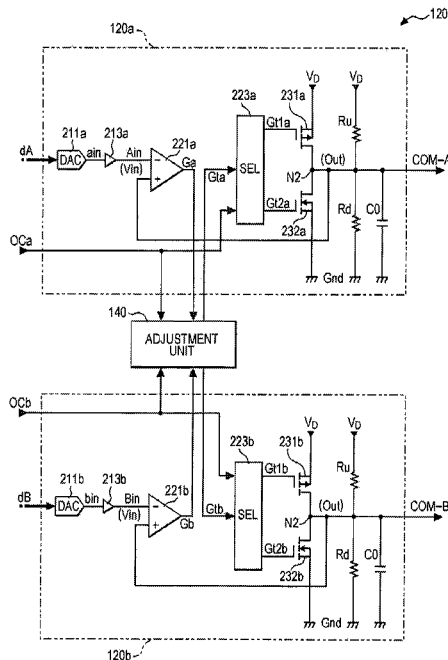 120
120a
VD VD
223a 231a
211a 213a 221a
Gt1a Ru
dA DAC ain Ain Ga SEL (Out) COM-A
(Vin) Gta N2
- +
Gt2a Rd C0
232a
OCa
Gnd
140
ADJUSTMENT
UNIT
OCb
VD VD
223b 231b
211b 213b 221b
Gt1b Ru
dB DAC bin Bin Gb SEL (Out) COM-B
(Vin) Gtb N2
- +
Gt2b Rd C0
232b
Gnd
120b